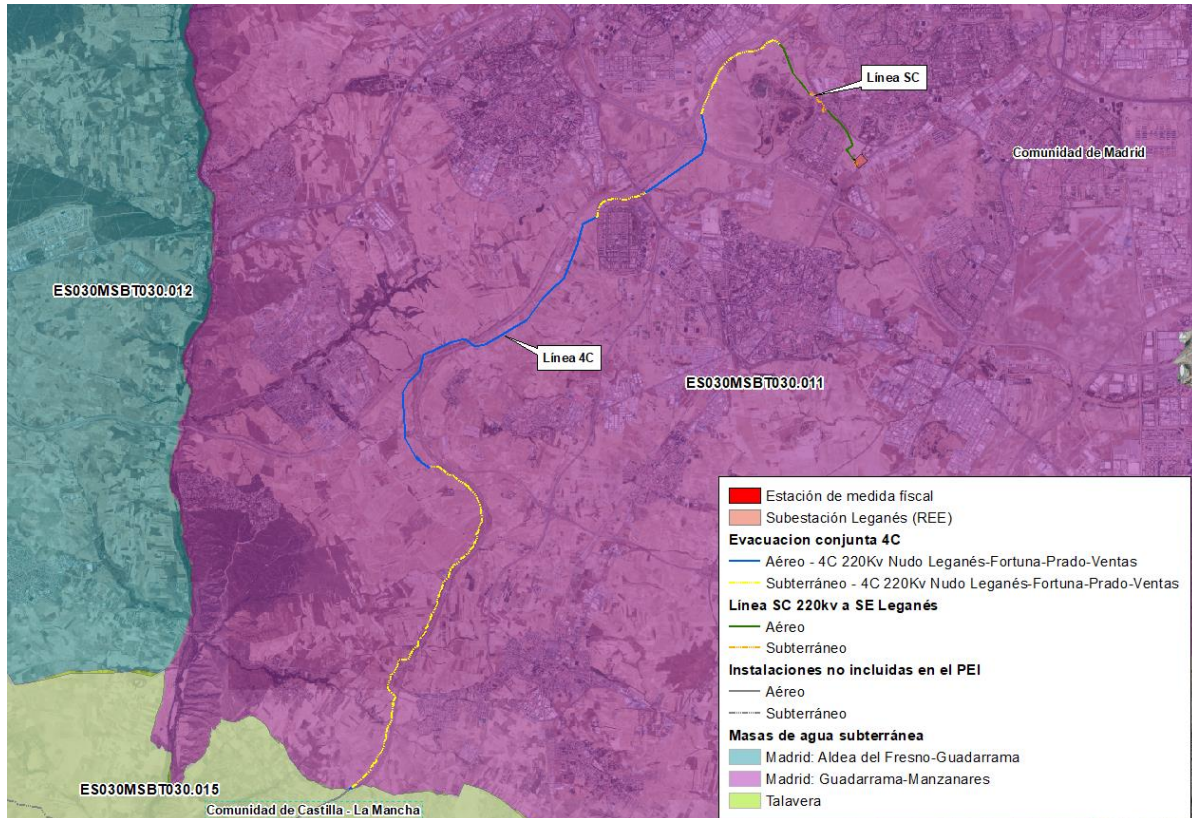 Línea SC
Comunidad de Madrid
ES030MSBT030.012
Línea 4C
ES030MSBT030.011
Estación de medida físcal
Subestación Leganés (REE)
Evacuacion conjunta 4C
Aéreo - 4C 220Kv Nudo Leganés-Fortuna-Prado-Ventas
Subterráneo - 4C 220Kv Nudo Leganés-Fortuna-Prado-Ventas
Línea SC 220kv a SE Leganés
Aéreo
Subterráneo
Instalaciones no incluidas en el PEI
Aéreo
Subterráneo
Masas de agua subterránea
Madrid: Aldea del Fresno-Guadarrama
Madrid: Guadarrama-Manzanares
Talavera
ES030MSBT030.015
Comunidad de Castilla - La Mancha